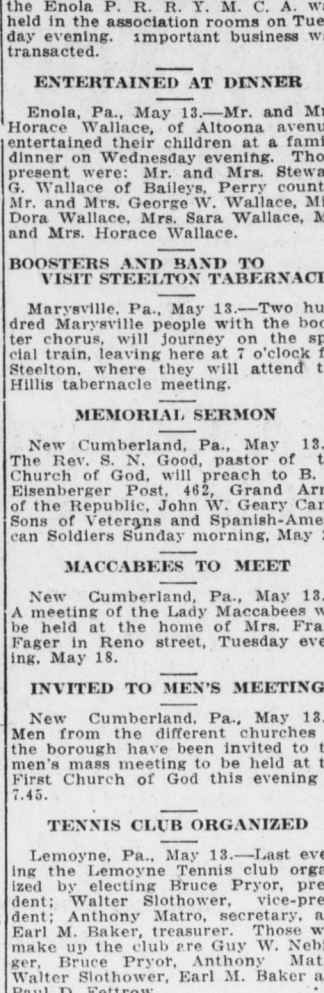 the Enola P. R. R. Y. M. C. A. wa
held in the association rooms on Tue
day evening. important business w
transacted.
ENTERTAINED AT DINNER
Enola, Pa., May 13.—Mr. and Mr
Horace Wallace, of Altoona avenu
entertained their children at a fami
dinner on Wednesday evening. Tho
present were: Mr. and Mrs. Stewa
G. Wallace of Baileys, Perry count
Mr. and Mrs. George W. Wallace, Mi
Dora Wallace, Mrs. Sara Wallace, M
and Mrs. Horace Wallace.
BOOSTERS AND BAND TO
VISIT STEELTON TABERNACL
Marysville, Pa., May 13.—Two hu
dred Marysville people with the boo
ter chorus, will journey on the sp
cial train, leaving here at 7 o'clock f
Steelton, where they will attend t
Hillis tabernacle meeting.
MEMORIAL SERMON
New Cumberland, Pa., May 13.
The Rev. S. N. Good, pastor of t
Church of God, will preach to B.
Eisenberger Post, 462, Grand Arm
of the Republic, John W. Geary Cam
Sons of Veterans and Spanish-Ame
can Soldiers Sunday morning, May
MACCABEES TO MEET
New Cumberland, Pa., May 13.
A meeting of the Lady Maccabees w
be held at the home of Mrs. Fra
Fager in Reno street, Tuesday eve
ing, May 18.
INVITED TO MEN'S MEETING
New Cumberland, Pa., May 13.
Men from the different churches
the borough have been invited to t
men's mass meeting to be held at t
First Church of God this evening
7.45.
TENNIS CLUB ORGANIZED
Lemoyne, Pa., May 13.—Last eve
ing the Lemoyne Tennis club orga
ized by electing Bruce Pryor, pre
dent; Walter Slothower, vice-pre
dent; Anthony Matro, secretary, a
Earl M. Baker, treasurer. Those w
make up the club are Guy W. Neb
ger, Bruce Pryor, Anthony Mat
Walter Slothower, Earl M. Baker a
Paul D. Fettrow